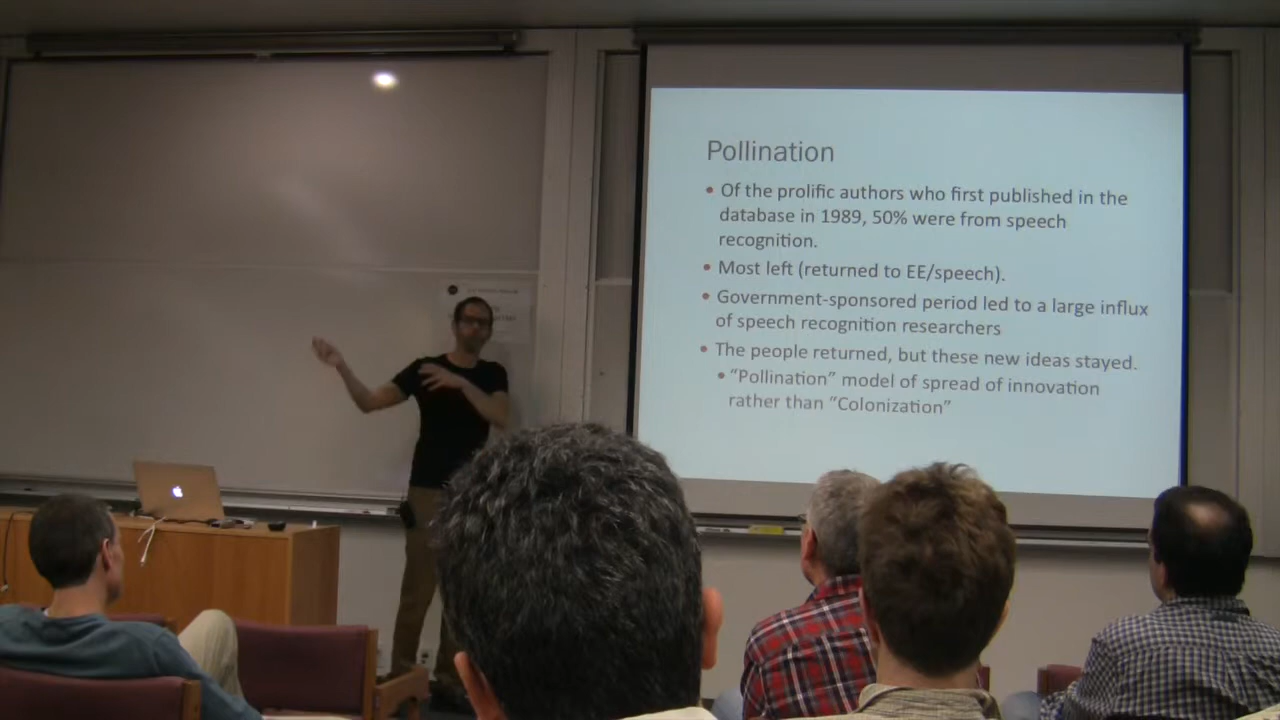 Pollination
• Of the prolific authors who first published in the
database in 1989, 50% were from speech
recognition.
• Most left (returned to EE/speech).
• Government-sponsored period led to a large influx
of speech recognition researchers
• The people returned, but these new ideas stayed.
• “Pollination” model of spread of innovation
rather than “Colonization”